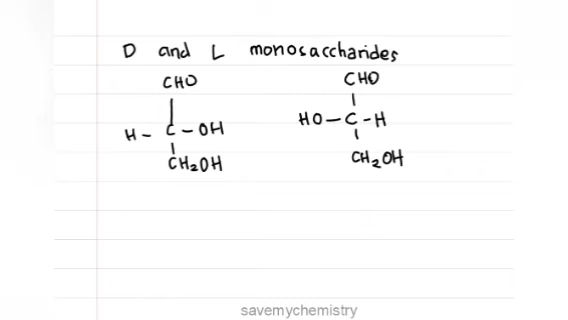 D and L monosaccharides
CHO CHO
H - C - OH HO - C - H
CH₂OH CH₂OH
savemychemistry